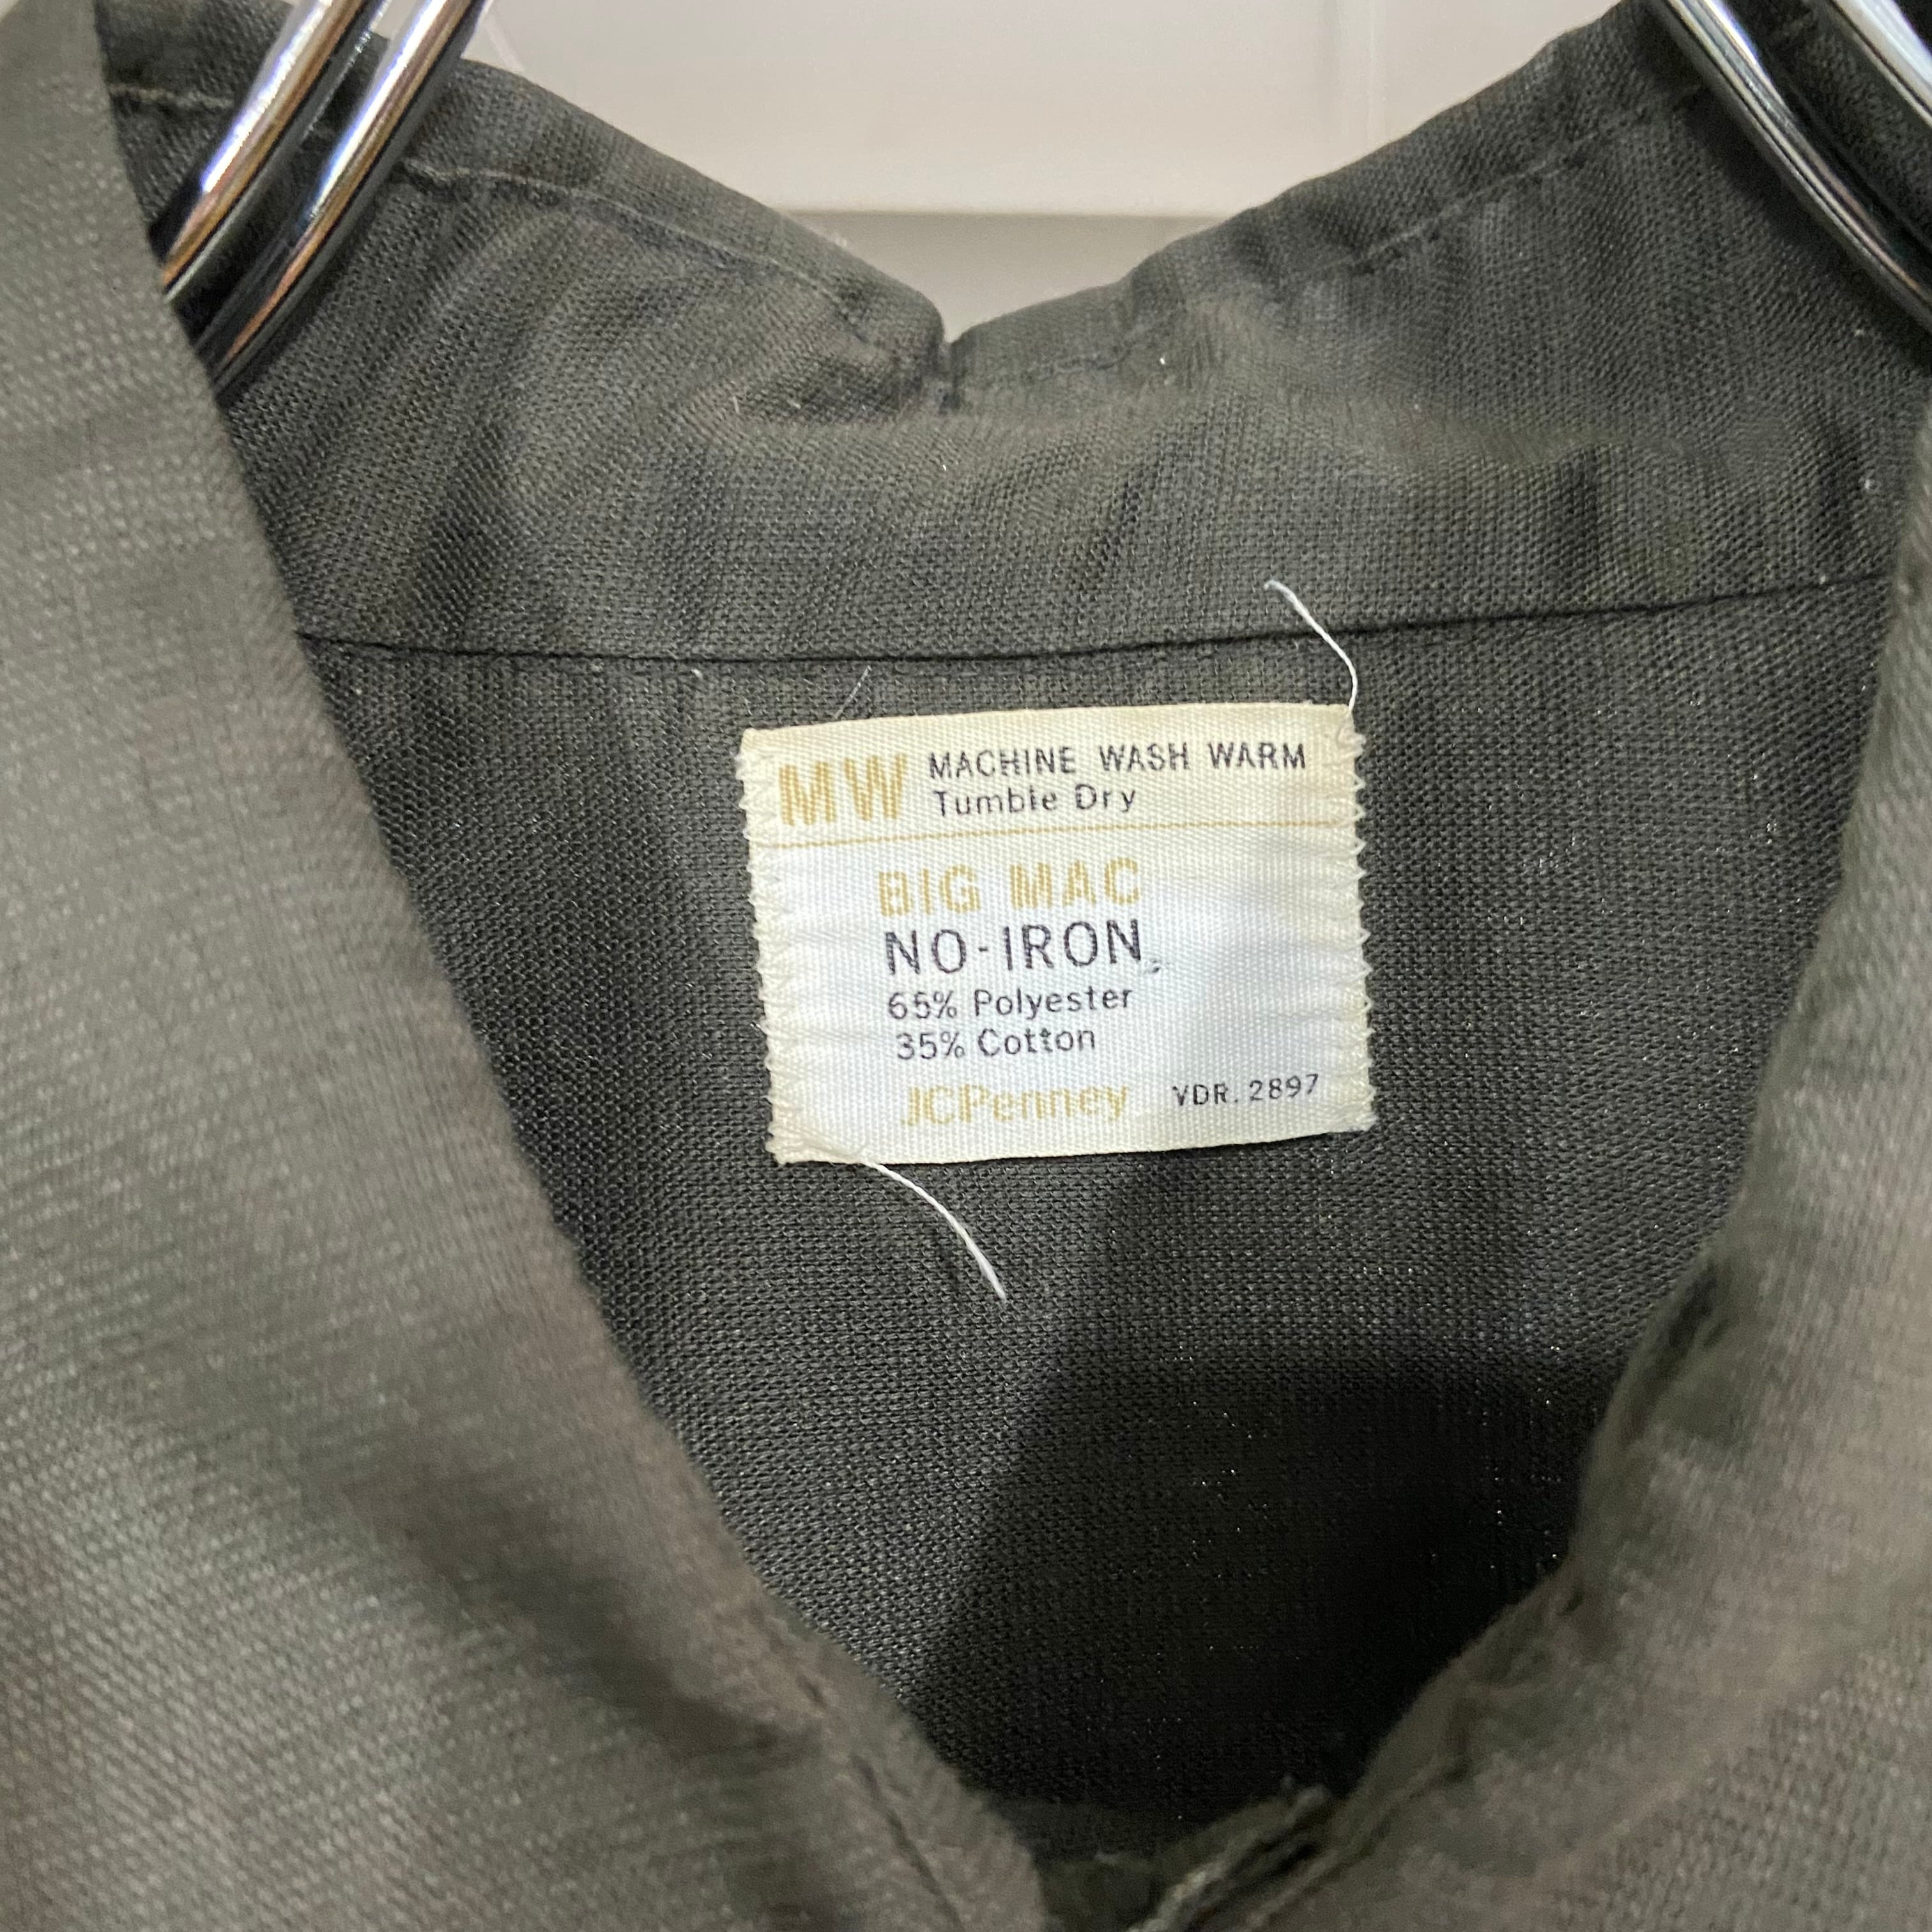 MW MACHINE WASH WARM
Tumble Dry
BIG MAC
NO-IRON
65% Polyester
35% Cotton
JCPenney VDR. 2897